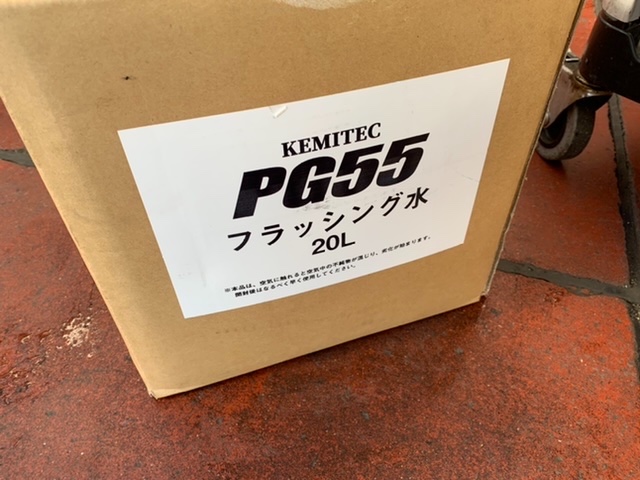 KEMITEC
PG55
フラッシング水
20L
※本品は、空気に触れると空気中の不純物が混じり、劣化が始まります。
開封後はなるべく早く使用してください。